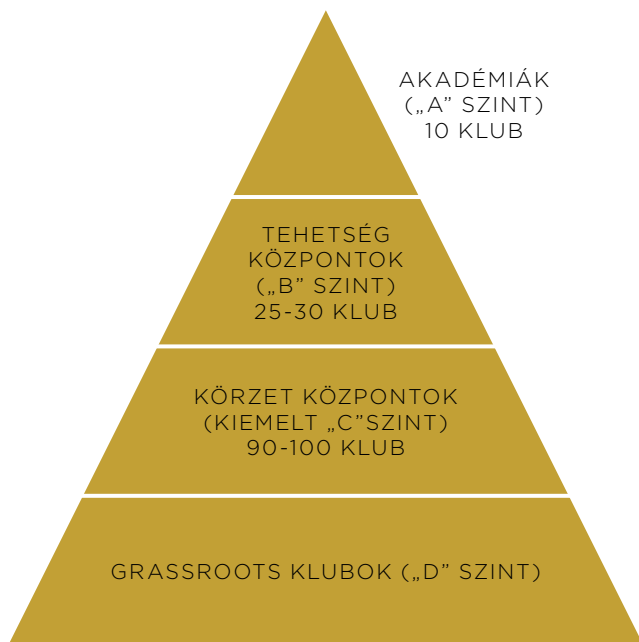 AKADÉMIÁK
(„A” SZINT)
10 KLUB
TEHETSÉG
KÖZPONTOK
(„B” SZINT)
25-30 KLUB
KÖRZET KÖZPONTOK
(KIEMELT „C”SZINT)
90-100 KLUB
GRASSROOTS KLUBOK („D” SZINT)